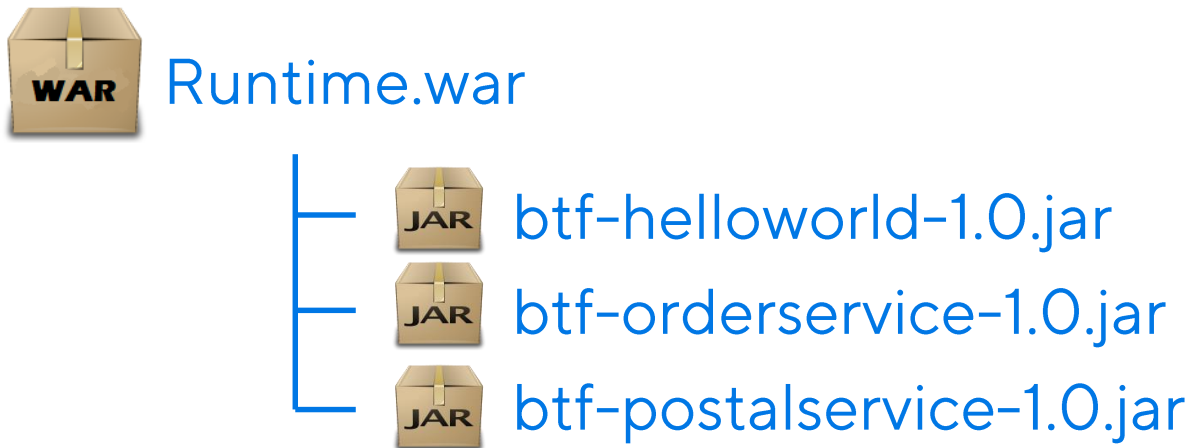 WAR Runtime.war
JAR btf-helloworld-1.0.jar
JAR btf-orderservice-1.0.jar
JAR btf-postalservice-1.0.jar